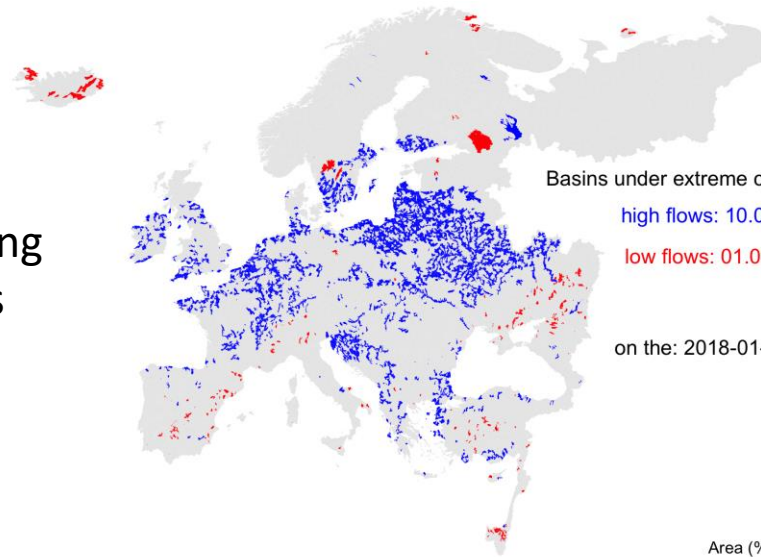 ng
s
Basins under extreme c
high flows: 10.0
low flows: 01.0
on the: 2018-01-
Area (%